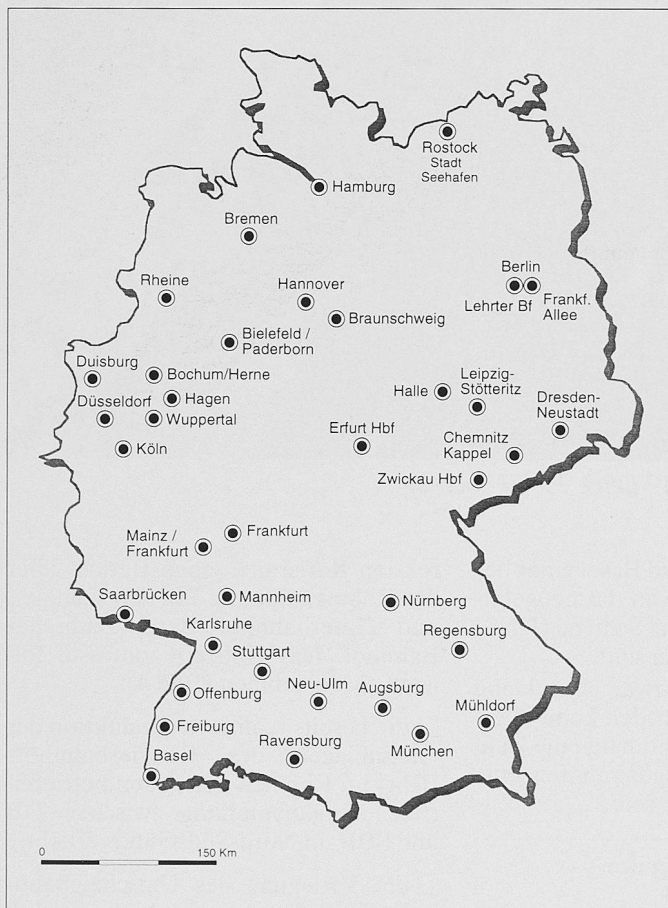 Rostock
Stadt
Seehafen
Hamburg
Bremen
Berlin
Rheine
Hannover
Lehrter Bf
Frankf.
Allee
Braunschweig
Bielefeld /
Paderborn
Duisburg
Bochum/Herne
Halle
Leipzig-
Stötteritz
Dresden-
Neustadt
Hagen
Düsseldorf
Wuppertal
Erfurt Hbf
Chemnitz
Kappel
Köln
Zwickau Hbf
Frankfurt
Mainz /
Frankfurt
Saarbrücken
Mannheim
Nürnberg
Karlsruhe
Regensburg
Stuttgart
Offenburg
Neu-Ulm
Augsburg
Mühldorf
Freiburg
München
Ravensburg
Basel
0 150 Km